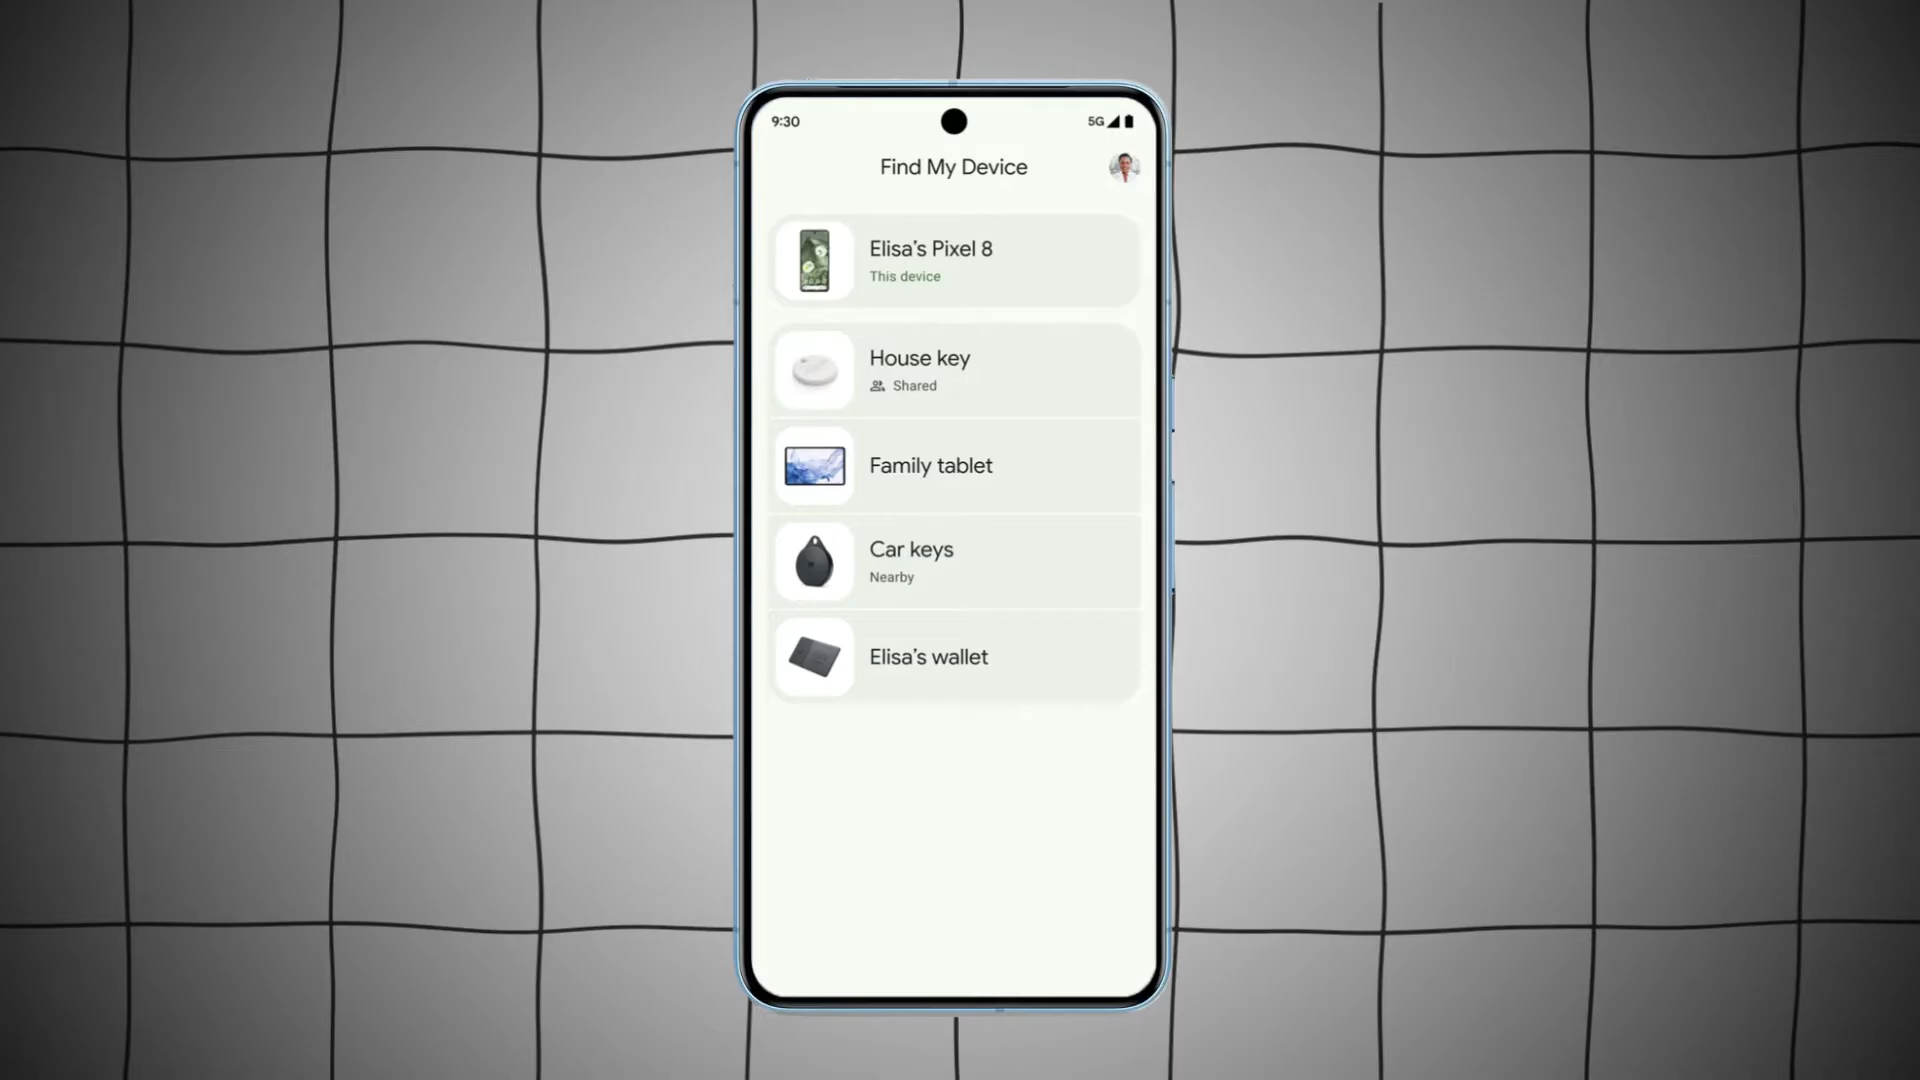 9:30
5G
Find My Device
Elisa’s Pixel 8
This device
House key
Shared
Family tablet
Car keys
Nearby
Elisa’s wallet